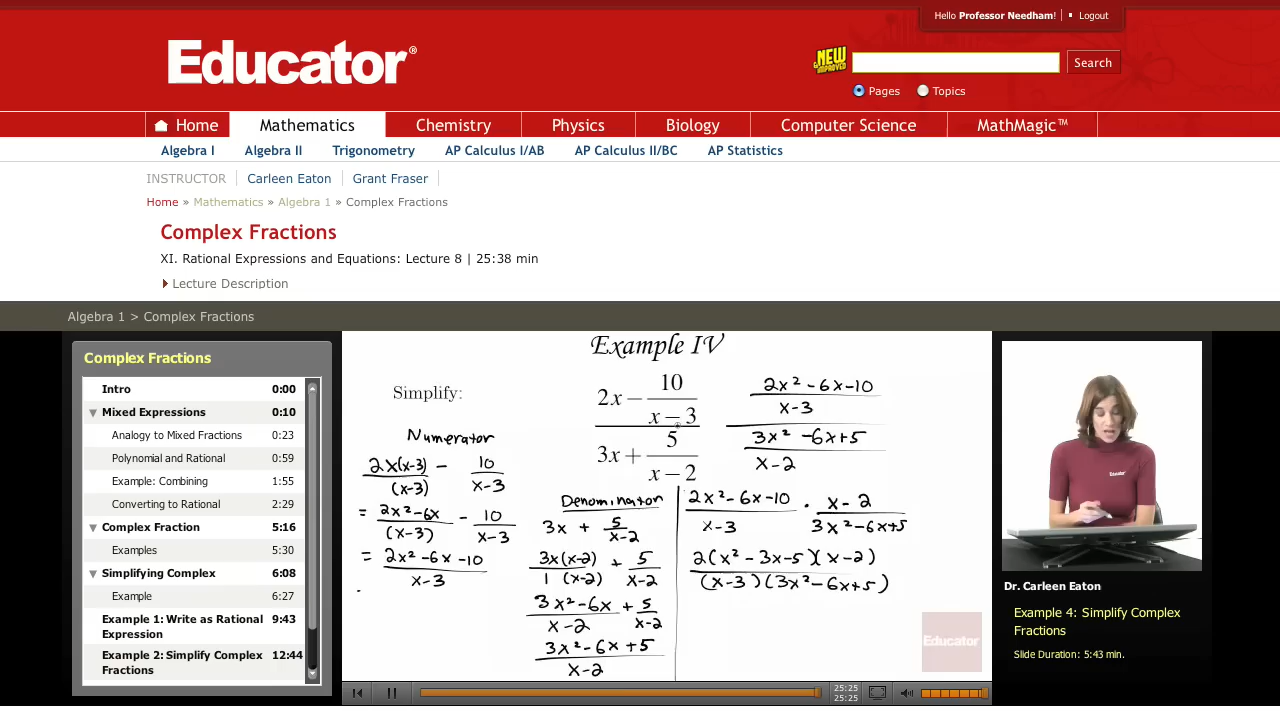 Hello Professor Needham! Logout
Educator®
NEW
& IMPROVED
Search
Pages Topics
Home Mathematics Chemistry Physics Biology Computer Science MathMagic™
Algebra I Algebra II Trigonometry AP Calculus I/AB AP Calculus II/BC AP Statistics
INSTRUCTOR Carleen Eaton Grant Fraser
Home » Mathematics » Algebra 1 » Complex Fractions
Complex Fractions
XI. Rational Expressions and Equations: Lecture 8 | 25:38 min
Lecture Description
Algebra 1 > Complex Fractions
Complex Fractions
Intro 0:00
Mixed Expressions 0:10
Analogy to Mixed Fractions 0:23
Polynomial and Rational 0:59
Example: Combining 1:55
Converting to Rational 2:29
Complex Fraction 5:16
Examples 5:30
Simplifying Complex 6:08
Example 6:27
Example 1: Write as Rational 9:43
Expression
Example 2: Simplify Complex 12:44
Fractions
Example IV
Simplify:
10
2x −
x − 3
5
3x +
x − 2
2x² -6x-10
x-3
3x² -6x+5
x-2
Numerator
2x(x-3) - 10
(x-3) x-3
= 2x²-6x - 10
(x-3) x-3
= 2x² -6x -10
x-3
Denominator
3x + 5
x-2
3x(x-2) + 5
1 (x-2) x-2
3x²-6x + 5
x-2 x-2
3x²-6x+5
x-2
2x²-6x-10 · x-2
x-3 3x²-6x+5
2(x²-3x-5)(x-2)
(x-3)(3x²-6x+5)
Educator
25:25
25:25
Educator
Dr. Carleen Eaton
Example 4: Simplify Complex
Fractions
Slide Duration: 5:43 min.